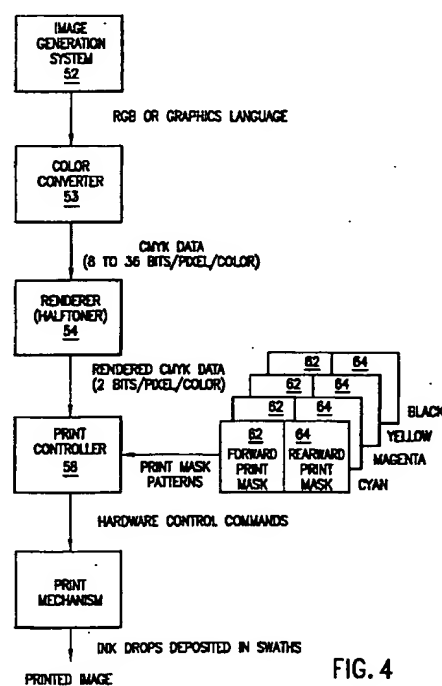 IMAGE
GENERATION
SYSTEM
52
RGB OR GRAPHICS LANGUAGE
COLOR
CONVERTER
53
CMYK DATA
(8 TO 36 BITS/PIXEL/COLOR)
RENDERER
(HALFTONER)
54
RENDERED CMYK DATA
(2 BITS/PIXEL/COLOR)
PRINT
CONTROLLER
58
PRINT MASK
PATTERNS
62 64
BLACK
62 64
YELLOW
62 64
MAGENTA
62 64
FORWARD
PRINT
MASK
REARWARD
PRINT
MASK
CYAN
HARDWARE CONTROL COMMANDS
PRINT
MECHANISM
INK DROPS DEPOSITED IN SWATHS
PRINTED IMAGE
FIG. 4